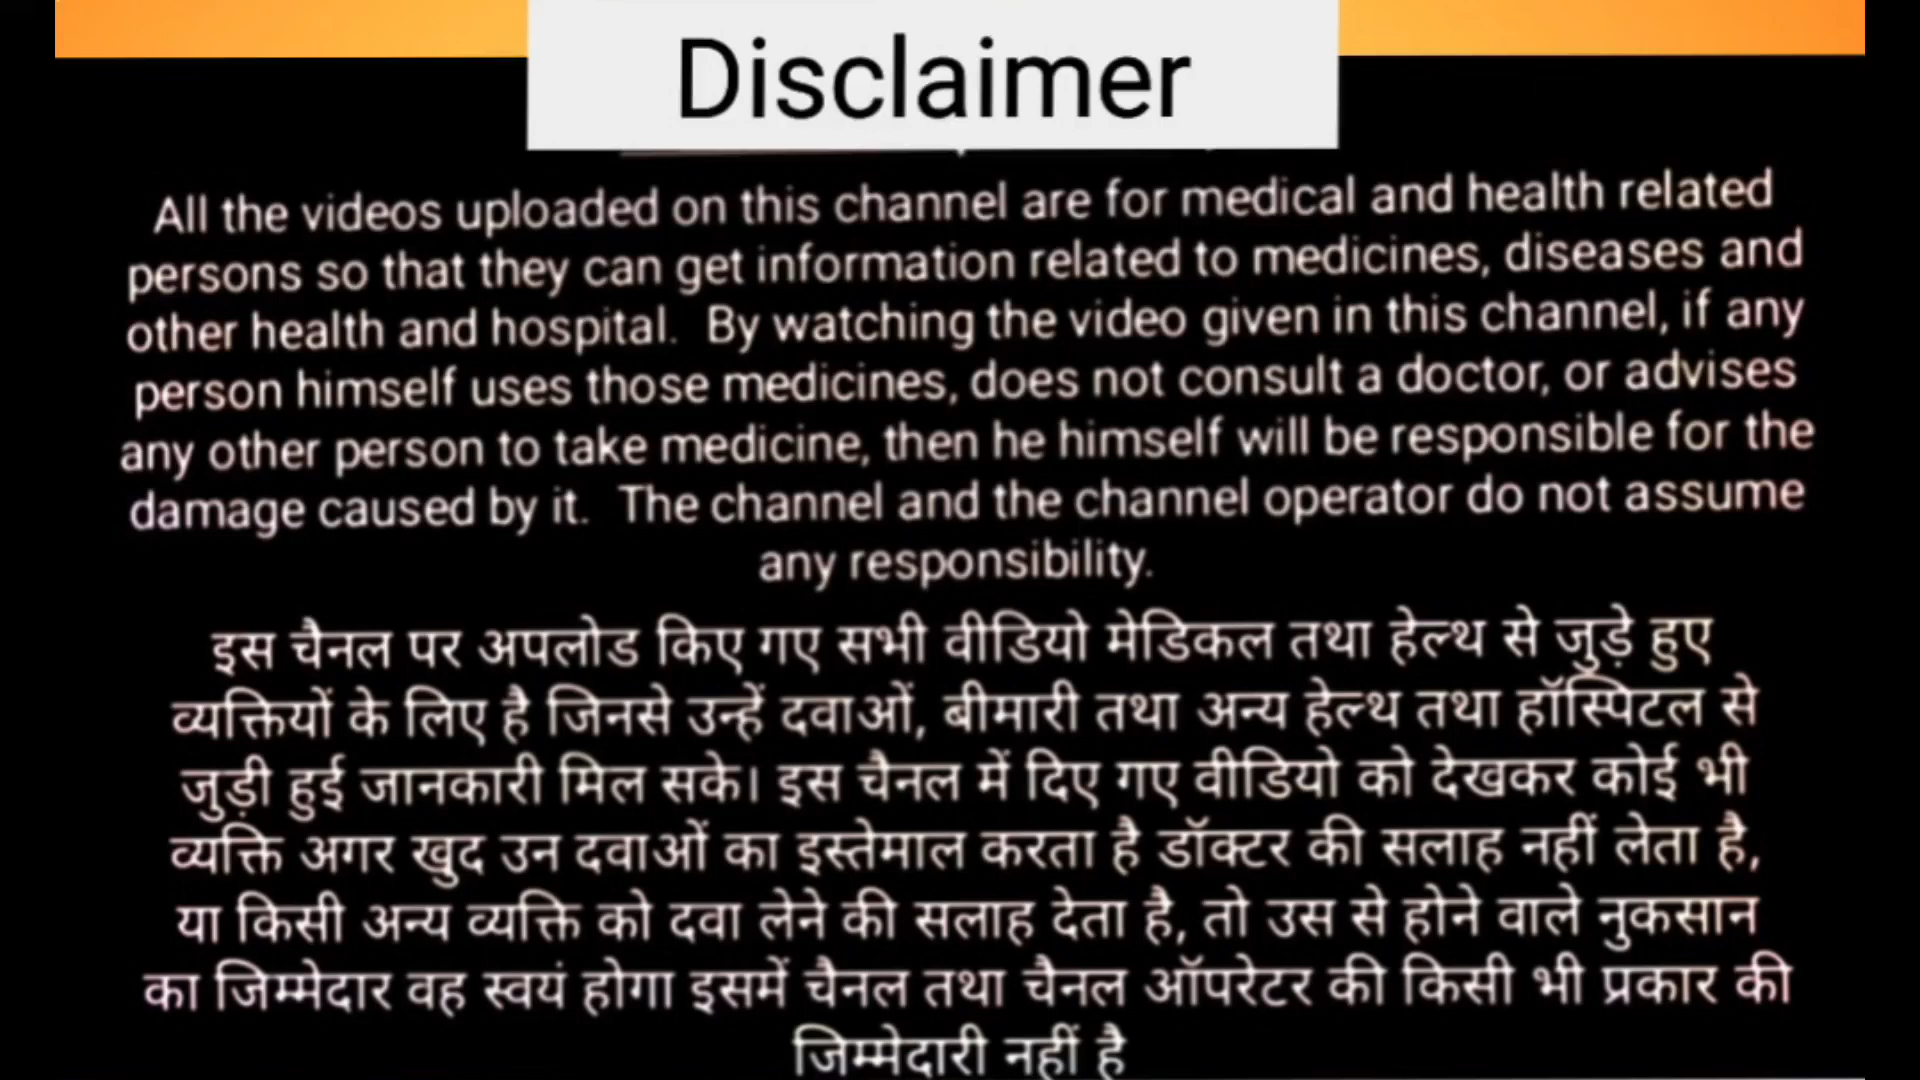 Disclaimer
All the videos uploaded on this channel are for medical and health related
persons so that they can get information related to medicines, diseases and
other health and hospital. By watching the video given in this channel, if any
person himself uses those medicines, does not consult a doctor, or advises
any other person to take medicine, then he himself will be responsible for the
damage caused by it. The channel and the channel operator do not assume
any responsibility.
इस चैनल पर अपलोड किए गए सभी वीडियो मेडिकल तथा हेल्थ से जुड़े हुए
व्यक्तियों के लिए है जिनसे उन्हें दवाओं, बीमारी तथा अन्य हेल्थ तथा हॉस्पिटल से
जुड़ी हुई जानकारी मिल सके। इस चैनल में दिए गए वीडियो को देखकर कोई भी
व्यक्ति अगर खुद उन दवाओं का इस्तेमाल करता है डॉक्टर की सलाह नहीं लेता है,
या किसी अन्य व्यक्ति को दवा लेने की सलाह देता है, तो उस से होने वाले नुकसान
का जिम्मेदार वह स्वयं होगा इसमें चैनल तथा चैनल ऑपरेटर की किसी भी प्रकार की
जिम्मेदारी नहीं है